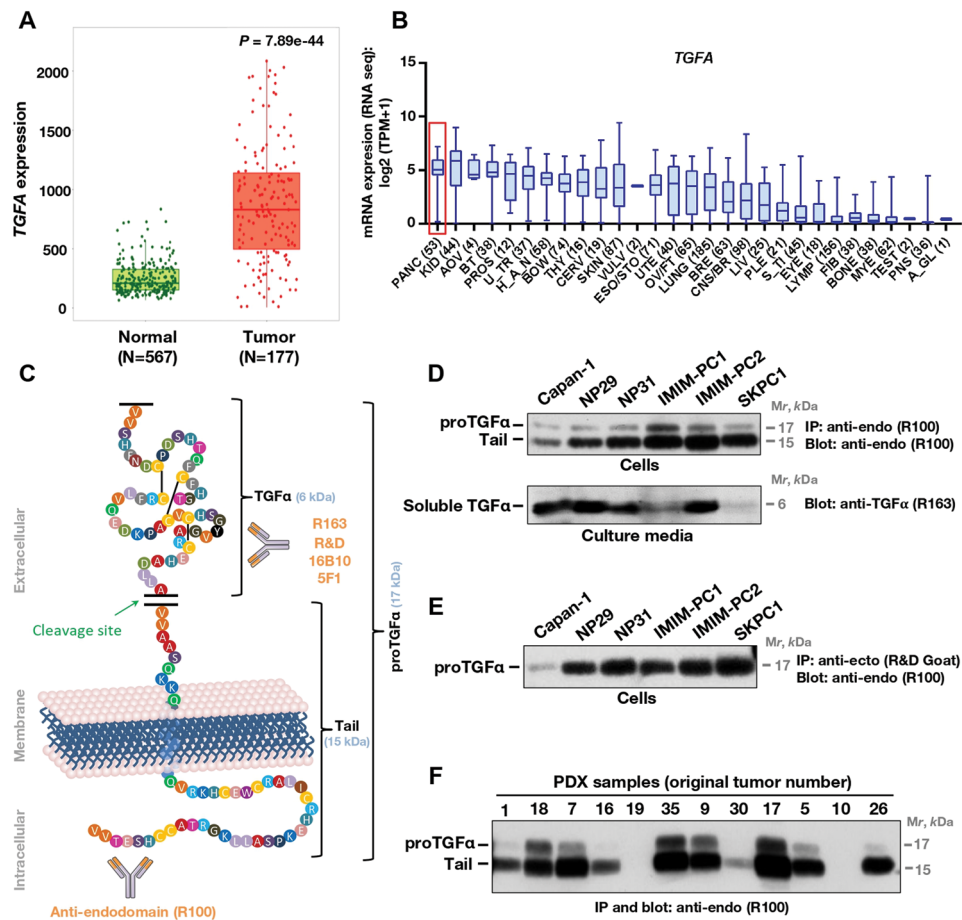 A
P = 7.89e-44
TGFA expression
2000
1500
1000
500
0
Normal
(N=567)
Tumor
(N=177)
B
TGFA
mRNA expression (RNA seq):
log2 (TPM+1)
15
10
5
0
PANC (53)
KID (44)
AOV (4)
BT (38)
PROS (12)
U_TR (37)
H_A_N (58)
BOW (74)
THY (16)
CERV (19)
SKIN (87)
VULV (2)
ESO/STO (71)
UTE (40)
OV/FT (65)
LUNG (195)
BRE (63)
CNS/BR (98)
LIV (25)
PLE (21)
S_TI (45)
EYE (18)
LYMP (166)
FIB (38)
BONE (38)
MYE (62)
TEST (2)
PNS (36)
A_GL (1)
C
Extracellular
Membrane
Intracellular
Cleavage site
TGFα (6 kDa)
R163
R&D
16B10
5F1
proTGFα (17 kDa)
Tail
(15 kDa)
Anti-endodomain (R100)
D
Capan-1
NP29
NP31
IMIM-PC1
IMIM-PC2
SKPC1
Mr, kDa
proTGFα
17
IP: anti-endo (R100)
Tail
15
Blot: anti-endo (R100)
Cells
Mr, kDa
Soluble TGFα
6
Blot: anti-TGFα (R163)
Culture media
E
Capan-1
NP29
NP31
IMIM-PC1
IMIM-PC2
SKPC1
Mr, kDa
proTGFα
17
IP: anti-ecto (R&D Goat)
Blot: anti-endo (R100)
Cells
F
PDX samples (original tumor number)
1 18 7 16 19 35 9 30 17 5 10 26
Mr, kDa
proTGFα
17
Tail
15
IP and blot: anti-endo (R100)